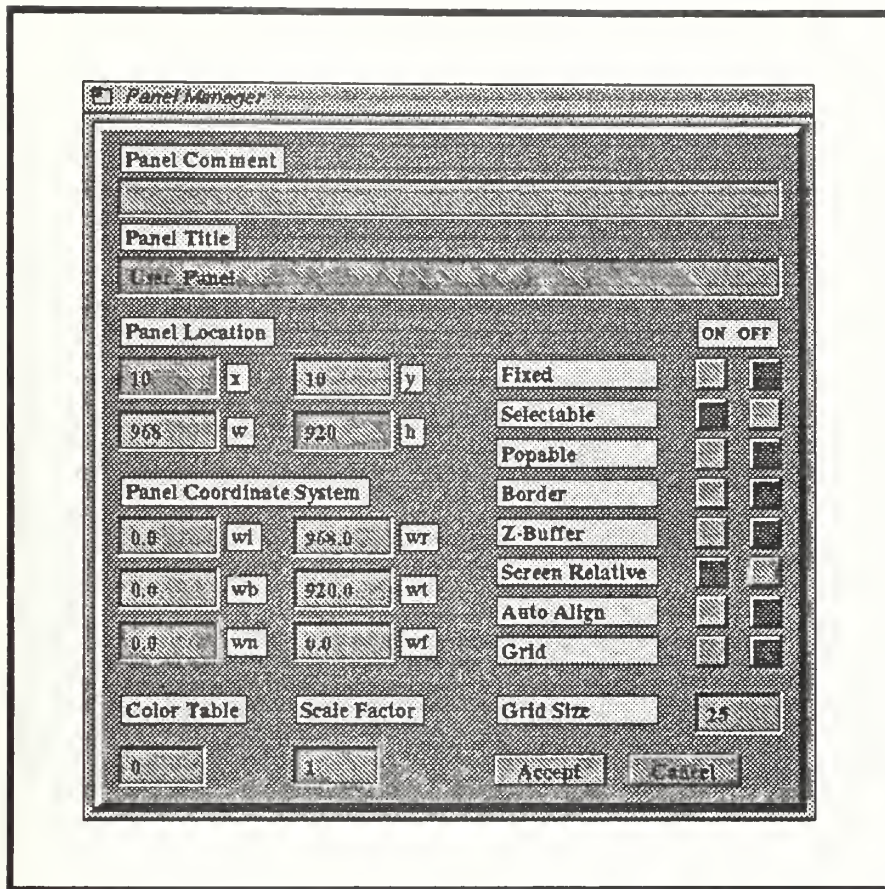 Panel Manager
Panel Comment
Panel Title
User Panel
Panel Location
ON OFF
10 x 10 y
Fixed
968 w 920 h
Selectable
Popable
Panel Coordinate System
Border
0.0 wl 968.0 wr
Z-Buffer
0.0 wb 920.0 wt
Screen Relative
Auto Align
0.0 wn 0.0 wf
Grid
Color Table
Scale Factor
Grid Size
25
0
1
Accept
Cancel